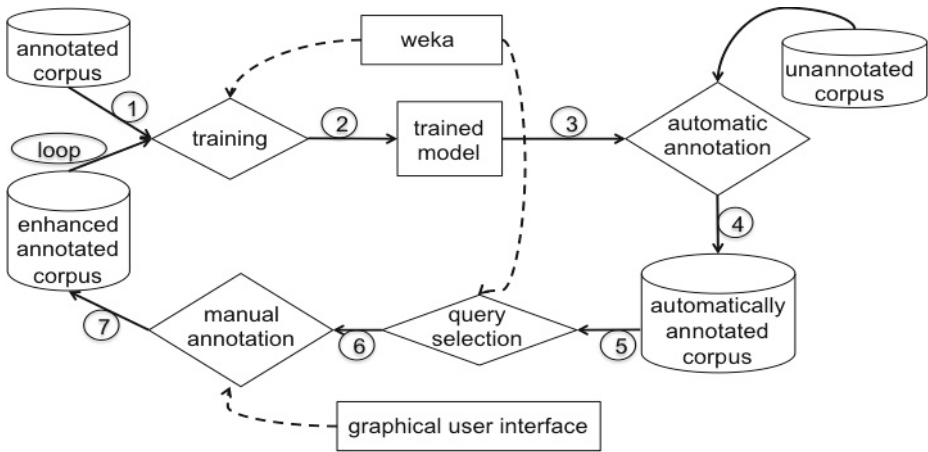 annotated
corpus
weka
unannotated
corpus
1
training
2
trained
model
3
automatic
annotation
loop
enhanced
annotated
corpus
4
automatically
annotated
corpus
5
query
selection
6
manual
annotation
7
graphical user interface